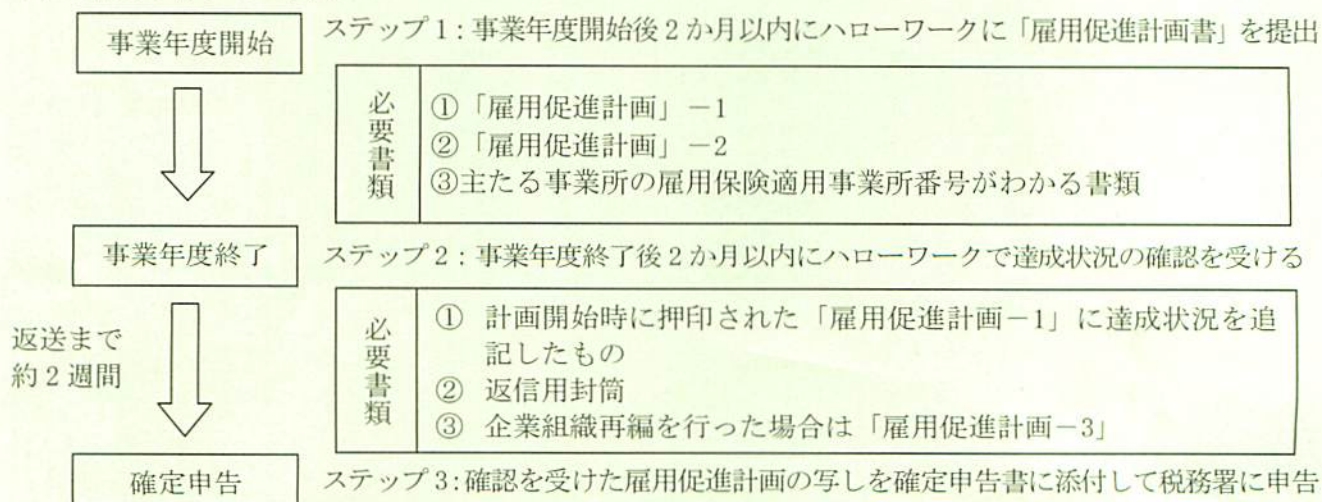 事業年度開始
ステップ1：事業年度開始後2か月以内にハローワークに「雇用促進計画書」を提出
必要書類
①「雇用促進計画」－1
②「雇用促進計画」－2
③主たる事業所の雇用保険適用事業所番号がわかる書類
事業年度終了
ステップ2：事業年度終了後2か月以内にハローワークで達成状況の確認を受ける
返送まで
約2週間
必要書類
① 計画開始時に押印された「雇用促進計画－1」に達成状況を追
記したもの
② 返信用封筒
③ 企業組織再編を行った場合は「雇用促進計画－3」
確定申告
ステップ3：確認を受けた雇用促進計画の写しを確定申告書に添付して税務署に申告